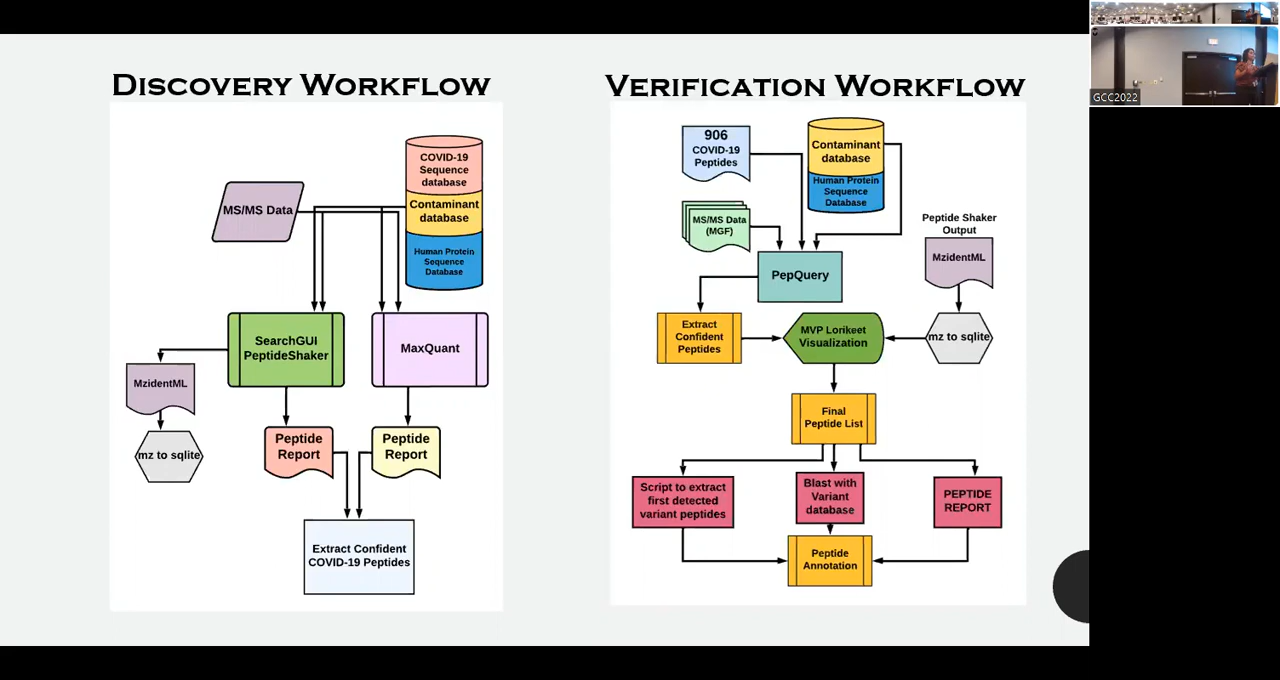 DISCOVERY WORKFLOW
COVID-19
Sequence
database
MS/MS Data
Contaminant
database
Human Protein
Sequence
Database
SearchGUI
PeptideShaker
MaxQuant
MzidentML
mz to sqlite
Peptide
Report
Peptide
Report
Extract Confident
COVID-19 Peptides
VERIFICATION WORKFLOW
906
COVID-19
Peptides
Contaminant
database
Human Protein
Sequence
Database
MS/MS Data
(MGF)
Peptide Shaker
Output
MzidentML
PepQuery
Extract
Confident
Peptides
MVP Lorikeet
Visualization
mz to sqlite
Final
Peptide List
Script to extract
first detected
variant peptides
Blast with
Variant
database
PEPTIDE
REPORT
Peptide
Annotation
GCC2022